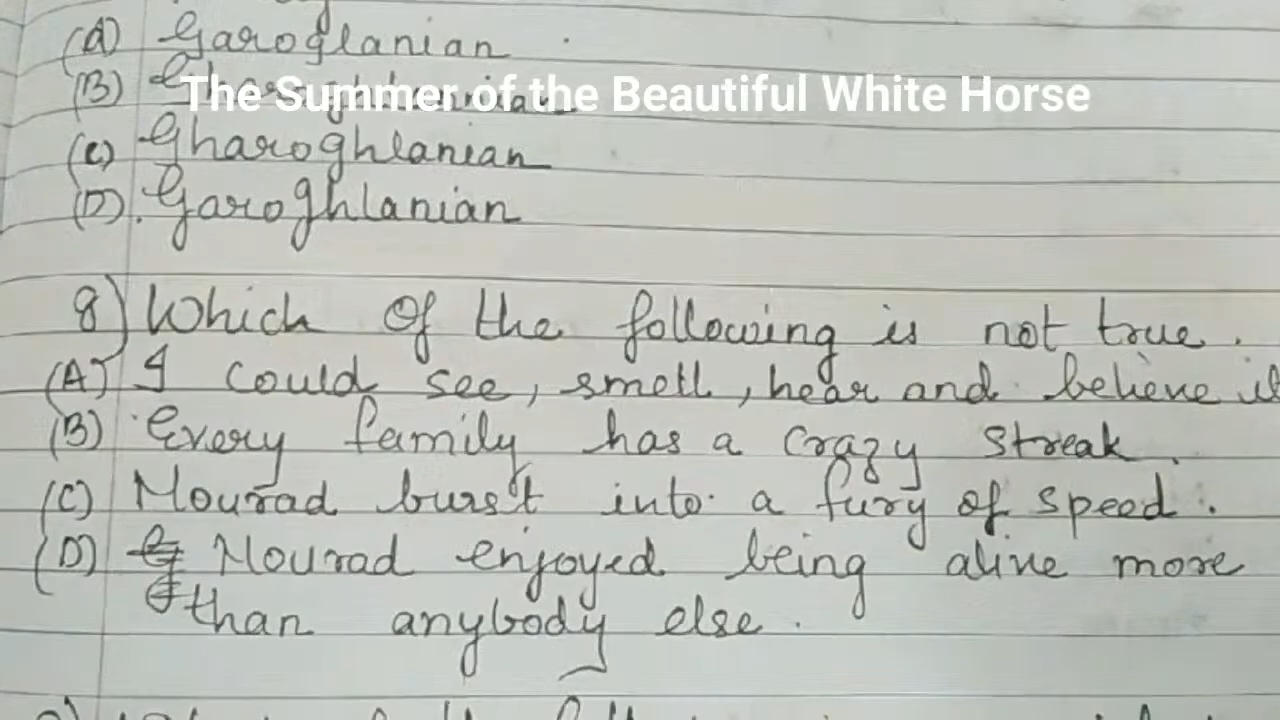 (A) Garoglanian .
The Summer of the Beautiful White Horse
(B)
(C) Gharoghlanian
(D). Garoghlanian
8) Which of the following is not true .
(A) I could see, smell, hear and believe
(B) Every family has a crazy streak .
(C) Mourad burst into a fury of speed .
(D) Mourad enjoyed being alive more
than anybody else .